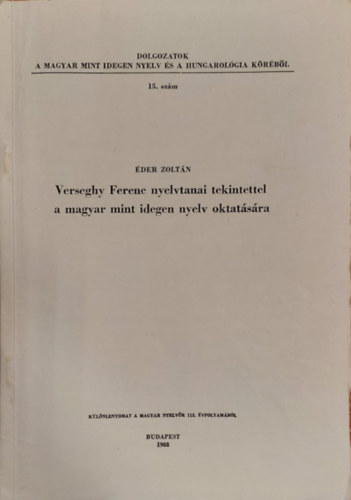 DOLGOZATOK
A MAGYAR MINT IDEGEN NYELV ÉS A HUNGAROLÓGIA KÖRÉBŐL
15. szám
ÉDER ZOLTÁN
Verseghy Ferenc nyelvtanai tekintettel
a magyar mint idegen nyelv oktatására
KÜLÖNLENYOMAT A MAGYAR NYELVŐR 112. ÉVFOLYAMÁBÓL
BUDAPEST
1988